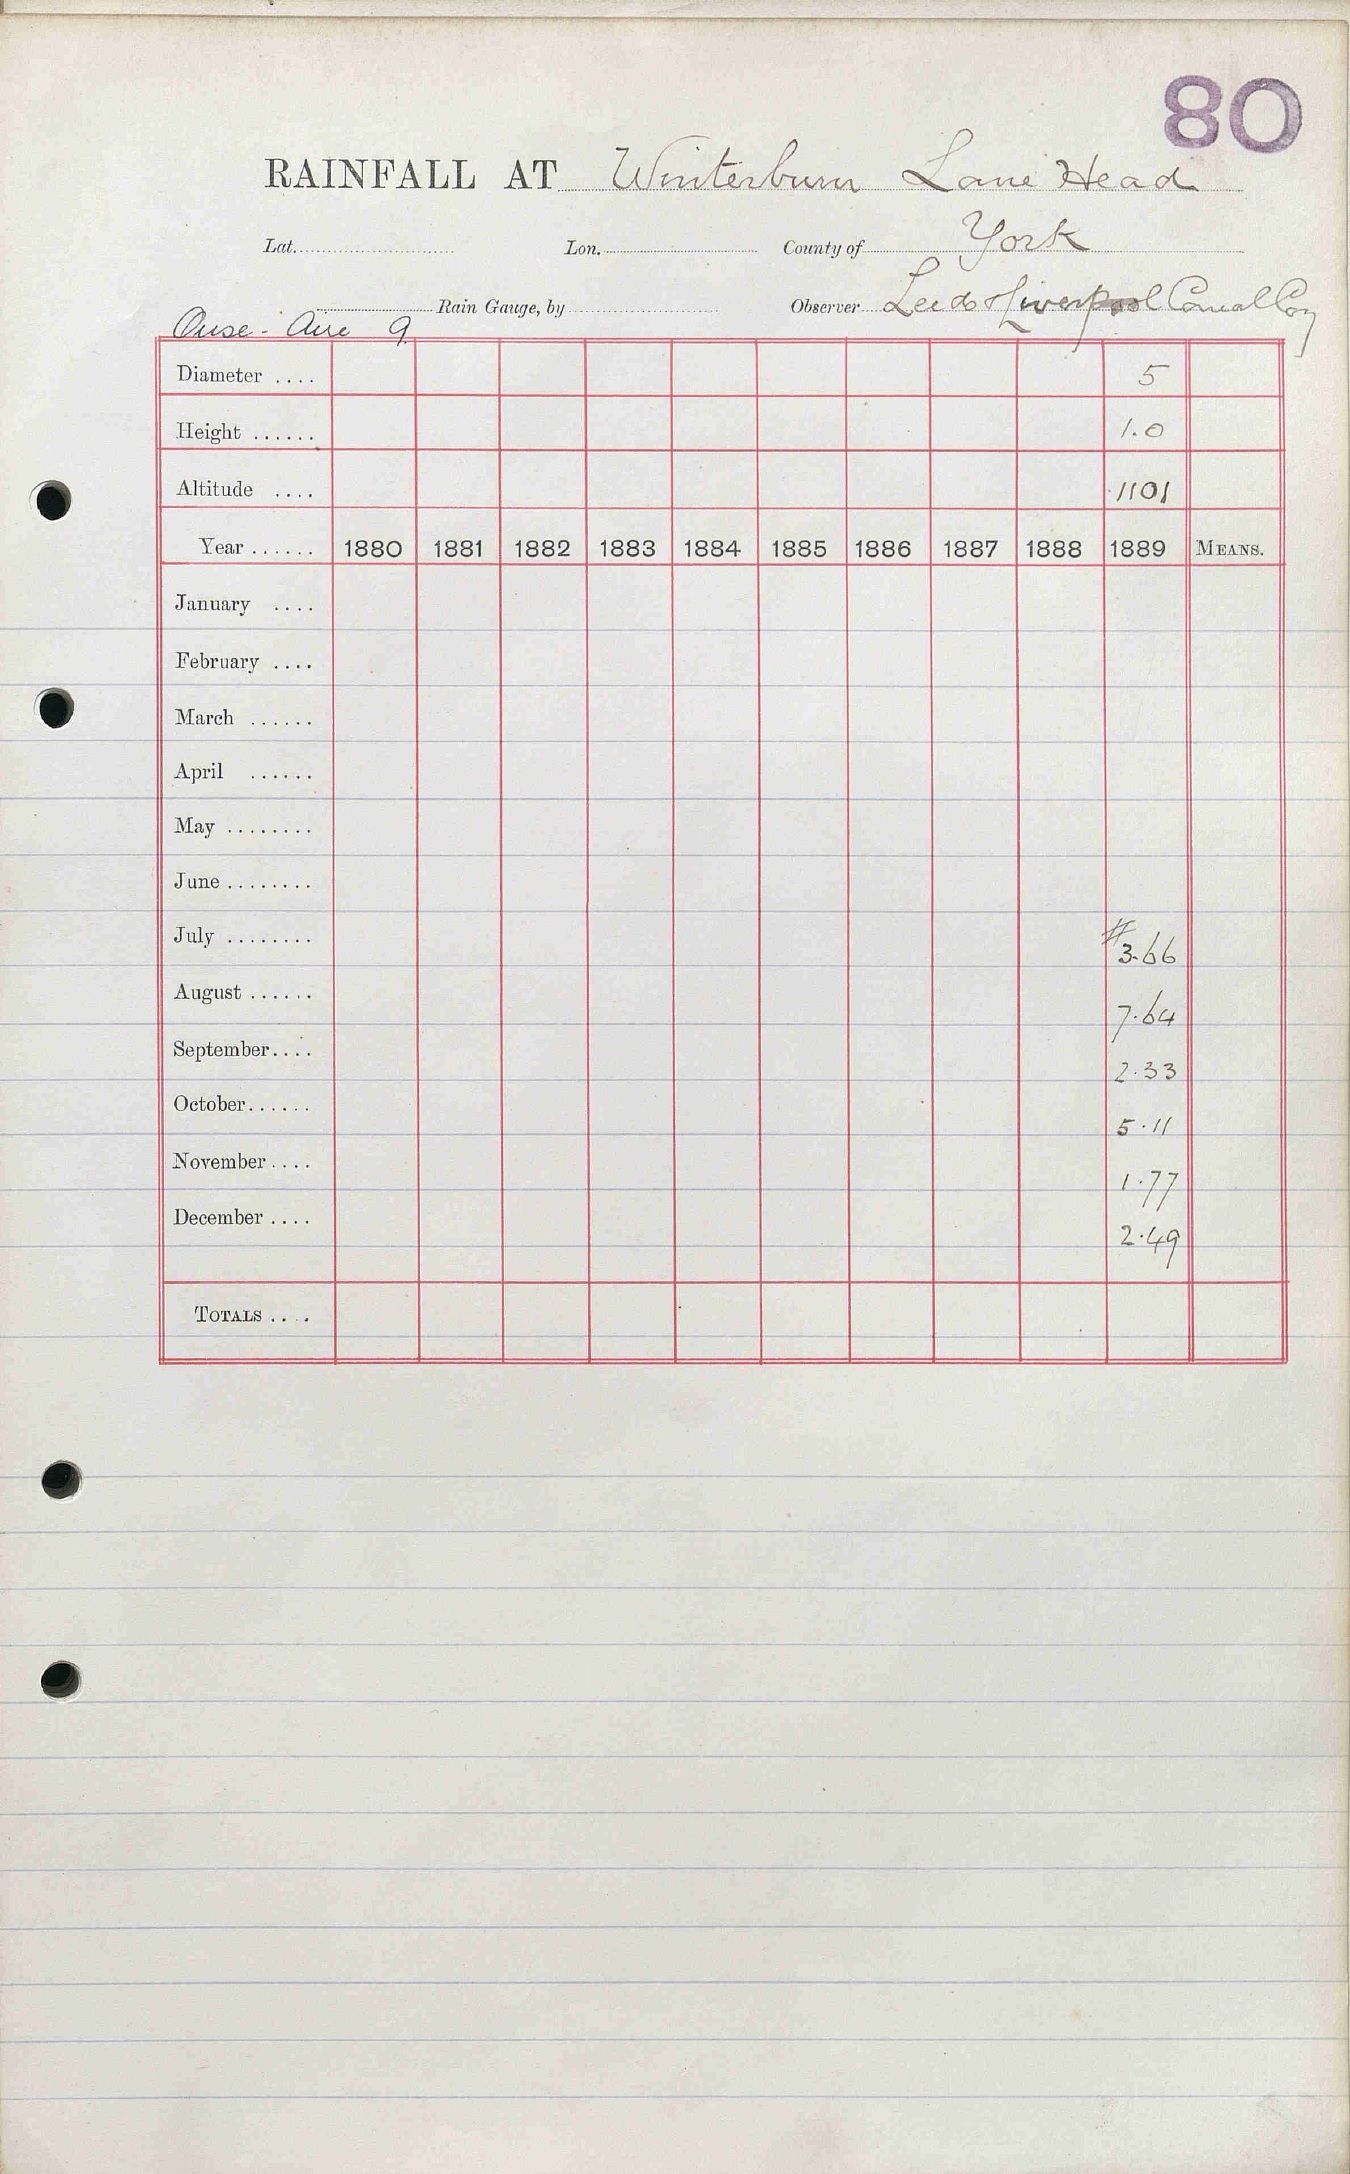 80
RAINFALL AT Winterburn Lane Head
Lat. Lon. County of York
Rain Gauge, by Observer Leeds & Liverpool Canal Coy
Ouse - Aire 9
Diameter .... 5
Height ...... 1.0
Altitude .... 1101
Year ...... 1880 1881 1882 1883 1884 1885 1886 1887 1888 1889 MEANS.
January ....
February ....
March ......
April ......
May ........
June ........
July ........ # 3.66
August ...... 7.64
September.... 2.33
October...... 5.11
November.... 1.77
December .... 2.49
TOTALS ....